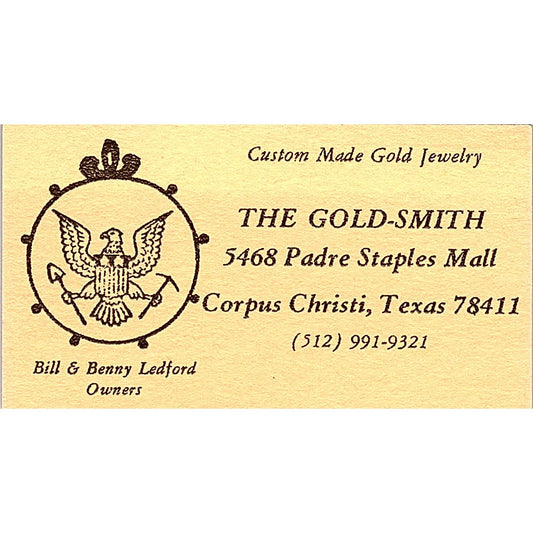 Custom Made Gold Jewelry
THE GOLD-SMITH
5468 Padre Staples Mall
Corpus Christi, Texas 78411
(512) 991-9321
Bill & Benny Ledford
Owners